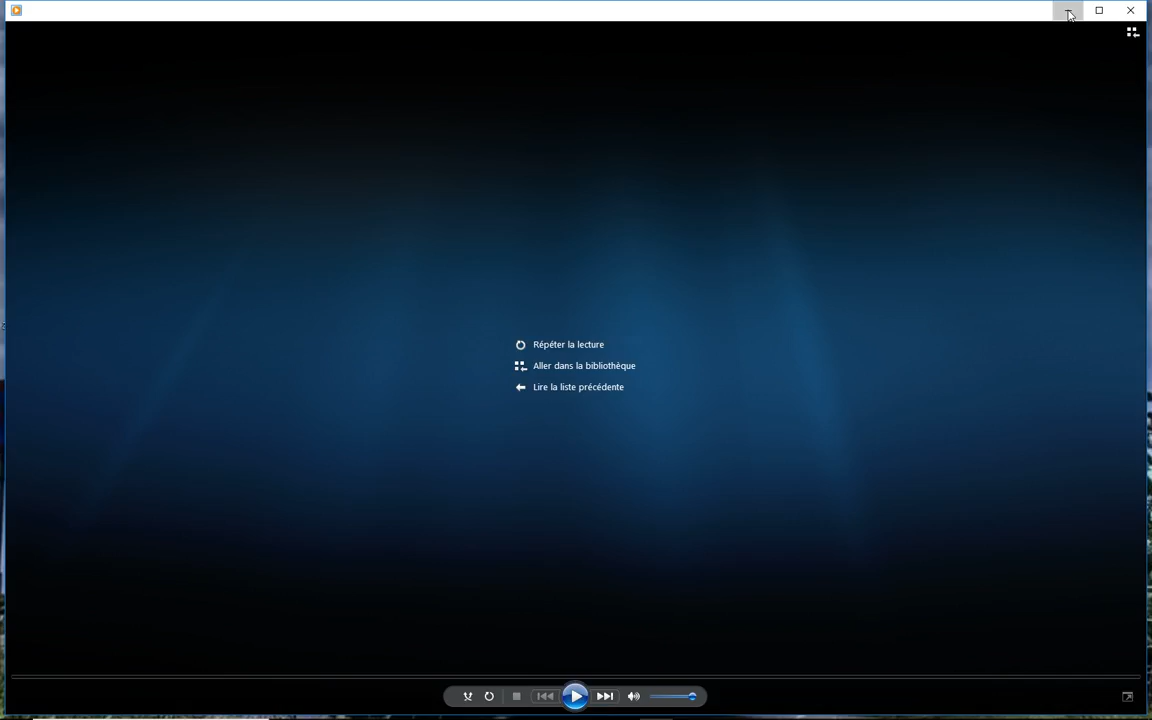 Répéter la lecture
Aller dans la bibliothèque
Lire la liste précédente